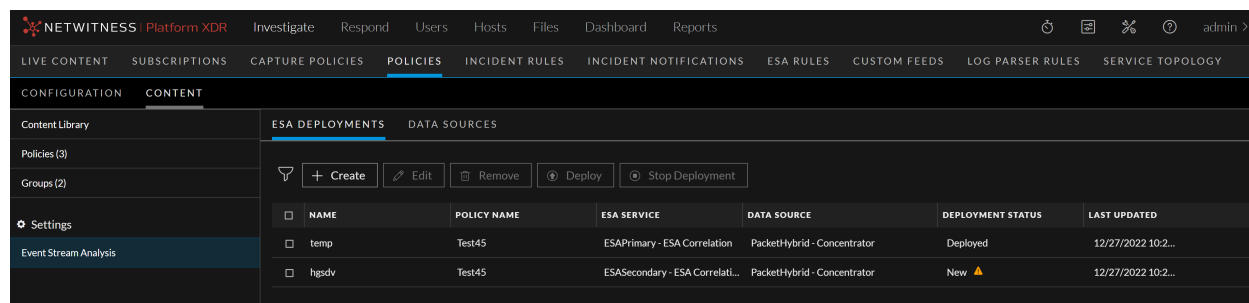 NETWITNESS | Platform XDR Investigate Respond Users Hosts Files Dashboard Reports admin
LIVE CONTENT SUBSCRIPTIONS CAPTURE POLICIES POLICIES INCIDENT RULES INCIDENT NOTIFICATIONS ESA RULES CUSTOM FEEDS LOG PARSER RULES SERVICE TOPOLOGY
CONFIGURATION CONTENT
Content Library
Policies (3)
Groups (2)
Settings
Event Stream Analysis
ESA DEPLOYMENTS DATA SOURCES
+ Create Edit Remove Deploy Stop Deployment
NAME POLICY NAME ESA SERVICE DATA SOURCE DEPLOYMENT STATUS LAST UPDATED
temp Test45 ESAPrimary - ESA Correlation PacketHybrid - Concentrator Deployed 12/27/2022 10:2...
hgsdv Test45 ESASecondary - ESA Correlati... PacketHybrid - Concentrator New 12/27/2022 10:2...